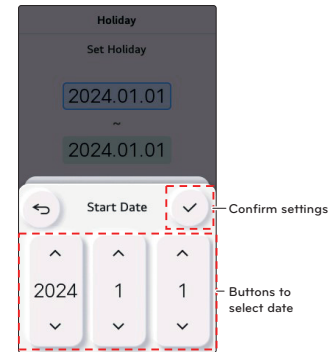 Holiday
Set Holiday
2024.01.01
~
2024.01.01
Start Date
Confirm settings
2024 1 1
Buttons to
select date